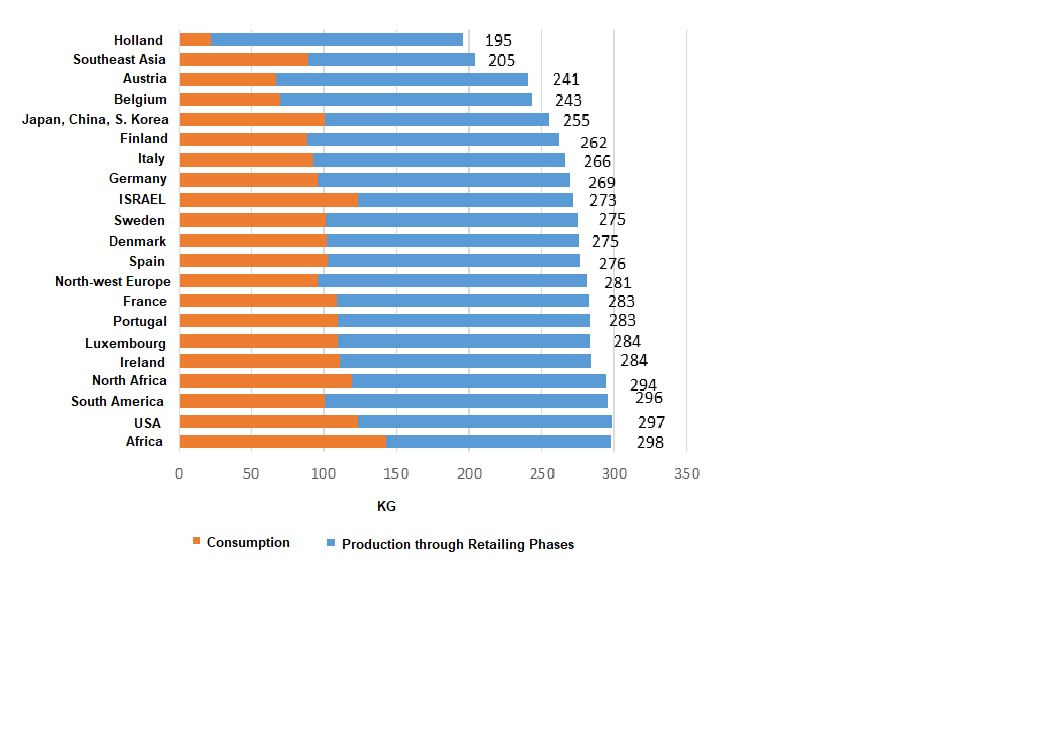 Holland 195
Southeast Asia 205
Austria 241
Belgium 243
Japan, China, S. Korea 255
Finland 262
Italy 266
Germany 269
ISRAEL 273
Sweden 275
Denmark 275
Spain 276
North-west Europe 281
France 283
Portugal 283
Luxembourg 284
Ireland 284
North Africa 294
South America 296
USA 297
Africa 298
0 50 100 150 200 250 300 350
KG
Consumption Production through Retailing Phases